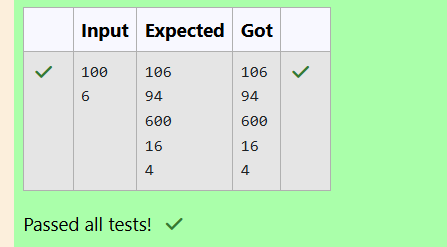 Input Expected Got
100 106 106
6 94 94
600 600
16 16
4 4
Passed all tests!